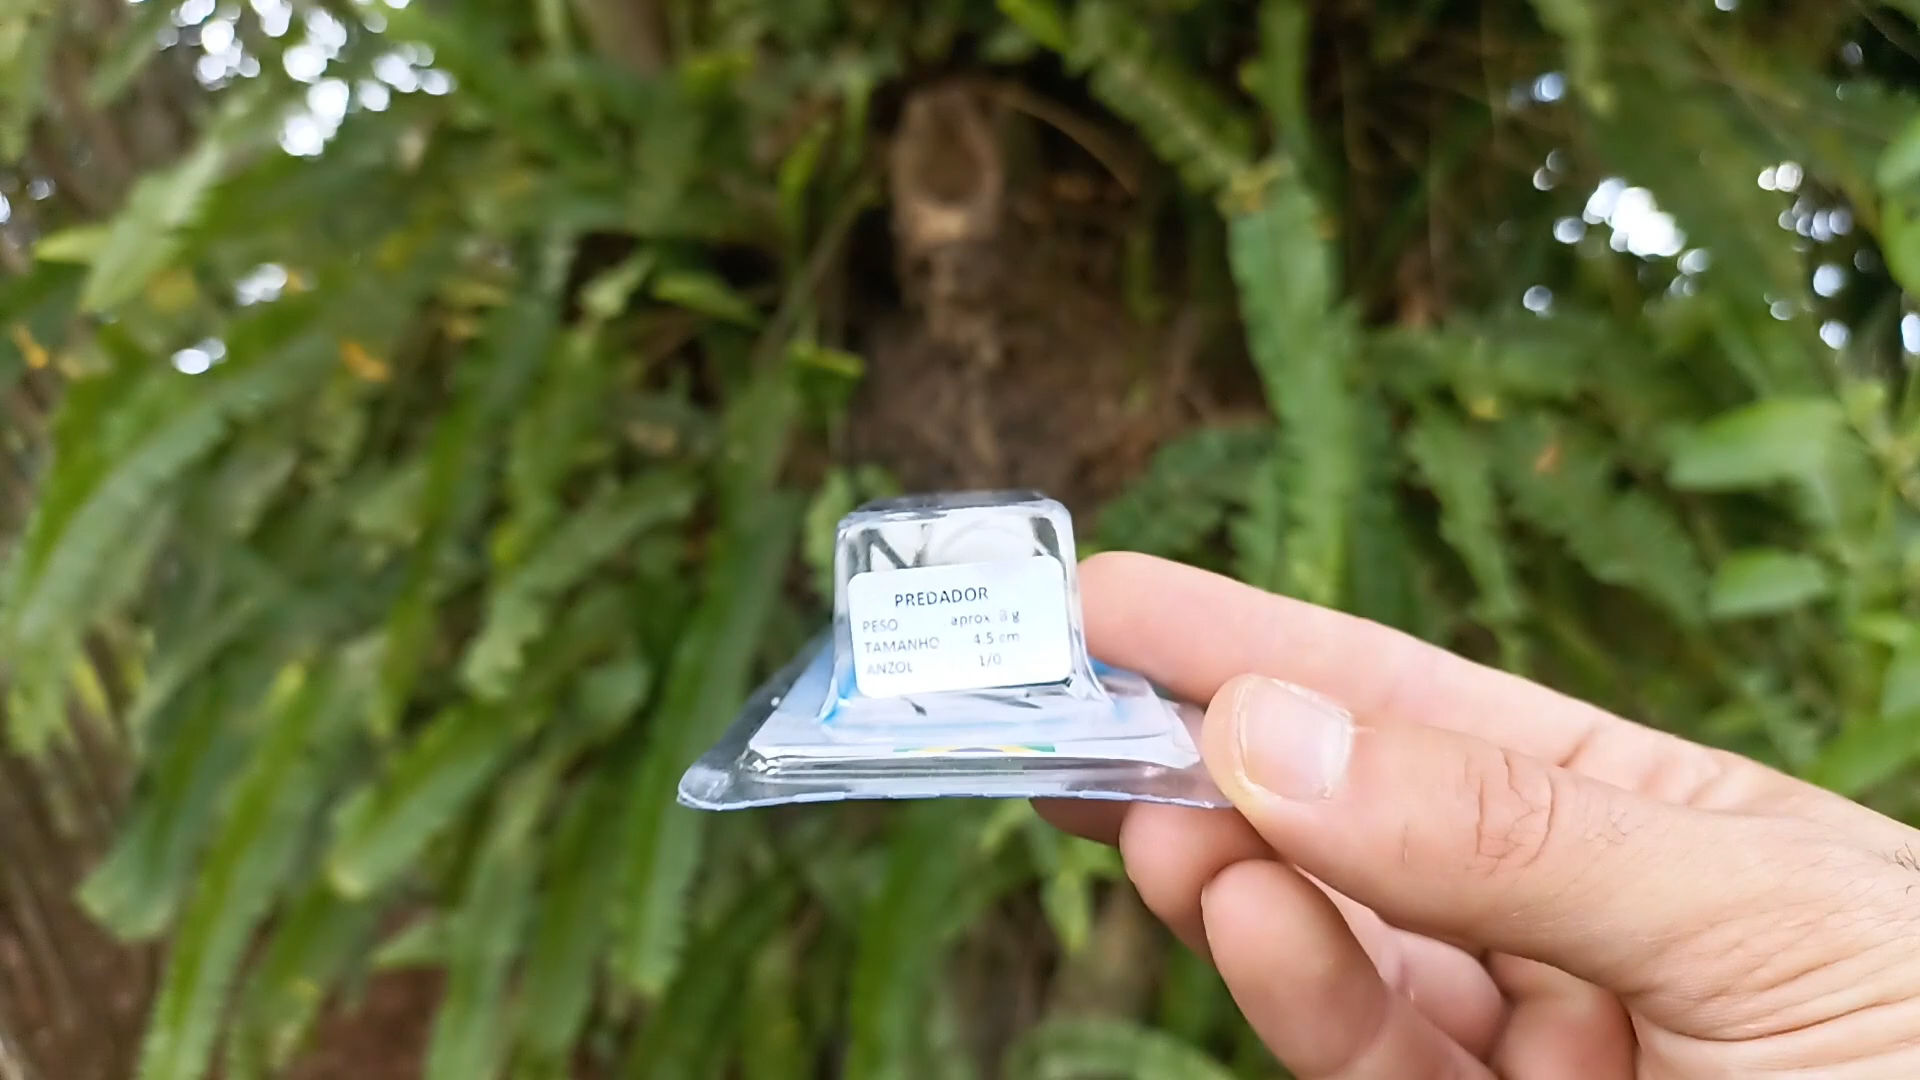 PREDADOR
PESO aprox. 8 g
TAMANHO 4.5 cm
ANZOL 1/0